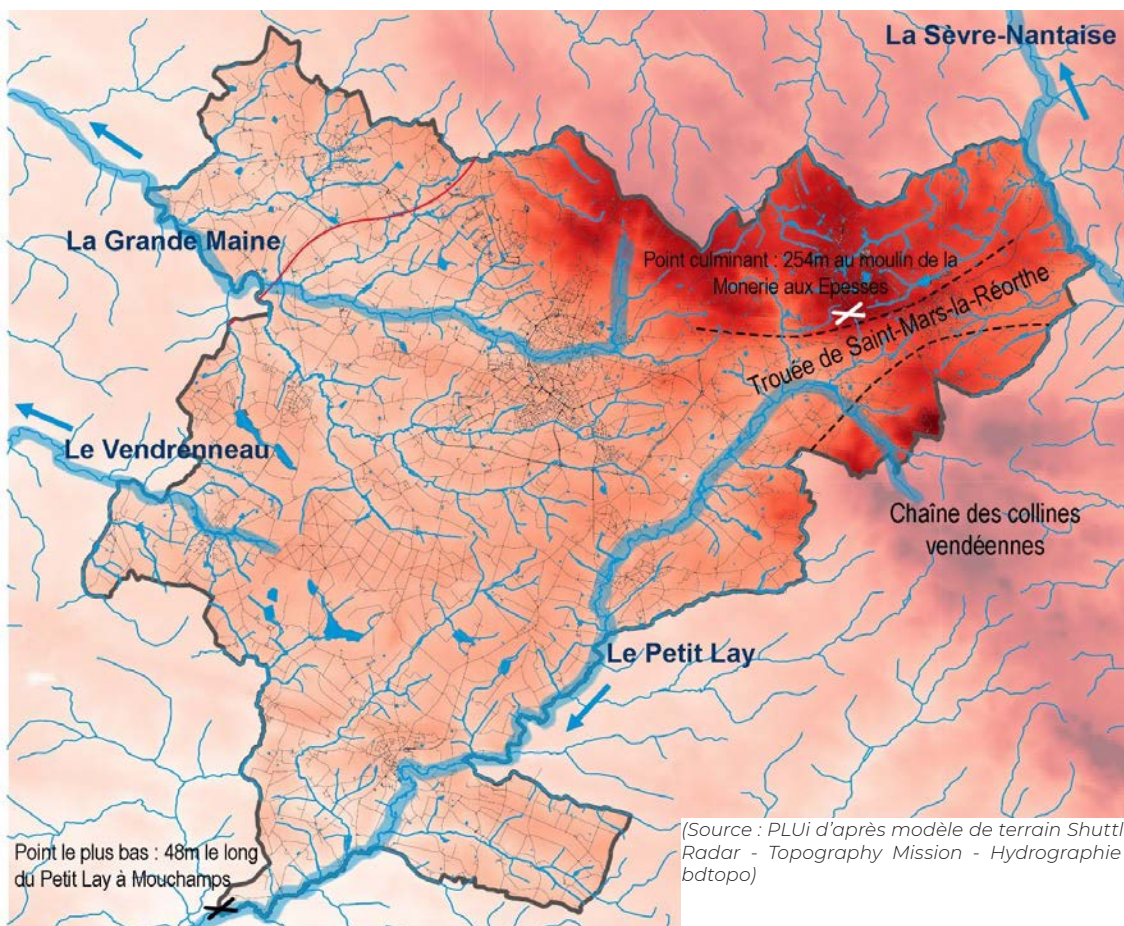 La Sèvre-Nantaise
La Grande Maine
Point culminant : 254m au moulin de la
Monerie aux Epesses
Trouée de Saint-Mars-la-Réorthe
Le Vendrenneau
Chaîne des collines
vendéennes
Le Petit Lay
Point le plus bas : 48m le long
du Petit Lay à Mouchamps
(Source : PLUi d'après modèle de terrain Shuttl
Radar - Topography Mission - Hydrographie
bdtopo)